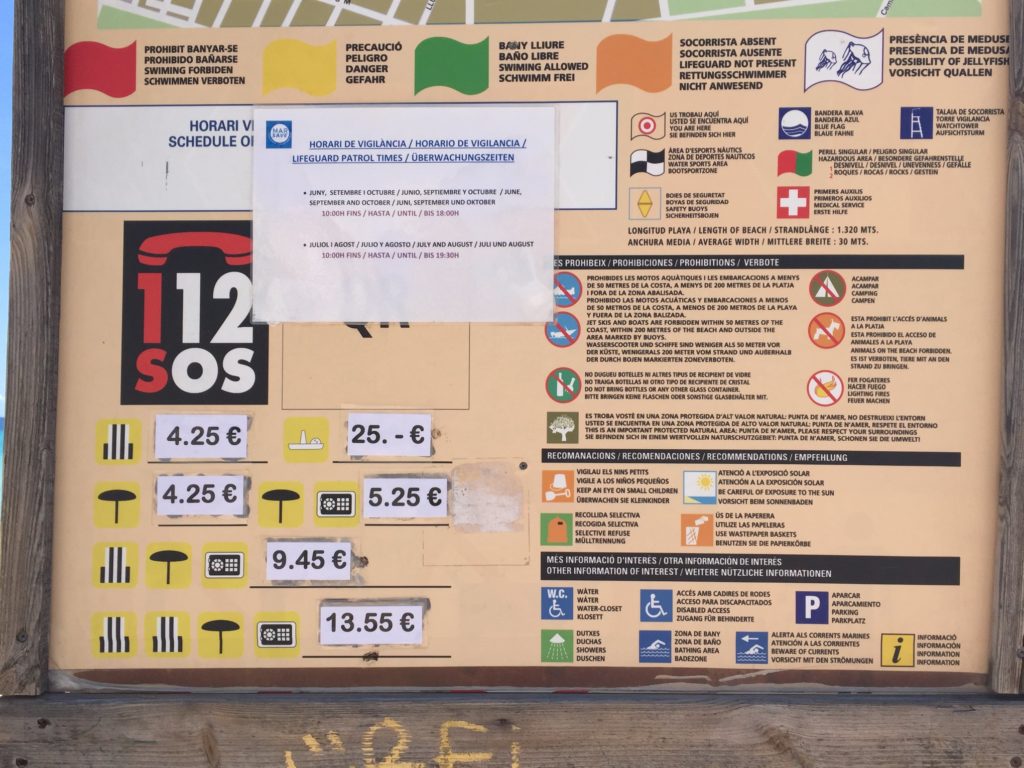 PROHIBIT BANYAR-SE
PROHIBIDO BAÑARSE
SWIMING FORBIDEN
SCHWIMMEN VERBOTEN
PRECAUCIÓ
PELIGRO
DANGER
GEFAHR
BANY LLIURE
BAÑO LIBRE
SWIMING ALLOWED
SCHWIMM FREI
SOCORRISTA ABSENT
SOCORRISTA AUSENTE
LIFEGUARD NOT PRESENT
RETTUNGSSCHWIMMER
NICHT ANWESEND
PRESÈNCIA DE MEDUSE
PRESENCIA DE MEDUSA
POSSIBILITY OF JELLYFISH
VORSICHT QUALLEN
HORARI VI
SCHEDULE OF
MAR
SAVE
HORARI DE VIGILÀNCIA / HORARIO DE VIGILANCIA /
LIFEGUARD PATROL TIMES / ÜBERWACHUNGSZEITEN
• JUNY, SETEMBRE I OCTUBRE / JUNIO, SEPTIEMBRE Y OCTUBRE / JUNE,
SEPTEMBER AND OCTOBER / JUNI, SEPTEMBER UND OKTOBER
10:00H FINS / HASTA / UNTIL / BIS 18:00H
• JULIOL I AGOST / JULIO Y AGOSTO / JULY AND AUGUST / JULI UND AUGUST
10:00H FINS / HASTA / UNTIL / BIS 19:30H
US TROBAU AQUÍ
USTED SE ENCUENTRA AQUÍ
YOU ARE HERE
SIE BEFINDEN SICH HIER
BANDERA BLAVA
BANDERA AZUL
BLUE FLAG
BLAUE FAHNE
TALAIA DE SOCORRISTA
TORRE VIGILANCIA
WATCHTOWER
AUFSICHTSTURM
ÀREA D'ESPORTS NÀUTICS
ZONA DE DEPORTES NAUTICOS
WATER SPORTS AREA
BOOTSPORTZONE
PERILL SINGULAR / PELIGRO SINGULAR
HAZARDOUS AREA / BESONDERE GEFAHRENSTELLE
1 DESNIVELL / DESNIVEL / UNEVENNESS / GEFÄLLE
2 ROQUES / ROCAS / ROCKS / GESTEIN
BOIES DE SEGURETAT
BOYAS DE SEGURIDAD
SAFETY BUOYS
SICHERHEITSBOJEN
PRIMERS AUXILIS
PRIMEROS AUXILIOS
MEDICAL SERVICE
ERSTE HILFE
LONGITUD PLAYA / LENGTH OF BEACH / STRANDLÄNGE : 1.320 MTS.
ANCHURA MEDIA / AVERAGE WIDTH / MITTLERE BREITE : 30 MTS.
112
SOS
ES PROHIBEIX / PROHIBICIONES / PROHIBITIONS / VERBOTE
PROHIBIDES LES MOTOS AQUÀTIQUES I LES EMBARCACIONS A MENYS
DE 50 METRES DE LA COSTA, A MENYS DE 200 METRES DE LA PLATJA
I FORA DE LA ZONA ABALISADA.
PROHIBIDO LAS MOTOS ACUÁTICAS Y EMBARCACIONES A MENOS
DE 50 METROS DE LA COSTA, A MENOS DE 200 METROS DE LA PLAYA
Y FUERA DE LA ZONA BALIZADA.
JET SKIS AND BOATS ARE FORBIDDEN WITHIN 50 METRES OF THE
COAST, WITHIN 200 METRES OF THE BEACH AND OUTSIDE THE
AREA MARKED BY BUOYS.
WASSERSCOOTER UND SCHIFFE SIND WENIGER ALS 50 METER VOR
DER KÜSTE, WENIGERALS 200 METER VOM STRAND UND AUßERHALB
DER DURCH BOJEN MARKIERTEN ZONEVERBOTEN.
ACAMPAR
ACAMPAR
CAMPING
CAMPEN
ESTA PROHIBIT L'ACCÉS D'ANIMALS
A LA PLATJA
ESTA PROHIBIDO EL ACCESO DE
ANIMALES A LA PLAYA
ANIMALS ON THE BEACH FORBIDDEN.
ES IST VERBOTEN, TIERE MIT AN DEN
STRAND ZU BRINGEN.
NO DUGUEU BOTELLES NI ALTRES TIPUS DE RECIPIENT DE VIDRE
NO TRAIGA BOTELLAS NI OTRO TIPO DE RECIPIENTE DE CRISTAL
DO NOT BRING BOTTLES OR ANY OTHER GLASS CONTAINER.
BITTE BRINGEN KEINE FLASCHEN ODER SONSTIGE GLASBEHÄLTER MIT.
FER FOGATERES
HACER FUEGO
LIGHTING FIRES
FEUER MACHEN
ES TROBA VOSTÈ EN UNA ZONA PROTEGIDA D'ALT VALOR NATURAL: PUNTA DE N'AMER, NO DESTRUEIXI L'ENTORN
USTED SE ENCUENTRA EN UNA ZONA PROTEGIDA DE ALTO VALOR NATURAL: PUNTA DE N'AMER, RESPETE EL ENTORNO
THIS IS AN IMPORTANT PROTECTED NATURAL AREA; PUNTA DE N'AMER, PLEASE RESPECT YOUR SURROUNDINGS
SIE BEFINDEN SICH IN EINEM WERTVOLLEN NATURSCHUTZGEBIET: PUNTA DE N'AMER, SCHONEN SIE DIE UMWELT!
4.25 €
25. - €
4.25 €
5.25 €
9.45 €
13.55 €
RECOMANACIONS / RECOMENDACIONES / RECOMMENDATIONS / EMPFEHLUNG
VIGILAU ELS NINS PETITS
VIGILE A LOS NIÑOS PEQUEÑOS
KEEP AN EYE ON SMALL CHILDREN
ÜBERWACHEN SIE KLEINKINDER
ATENCIÓ A L'EXPOSICIÓ SOLAR
ATENCIÓN A LA EXPOSICIÓN SOLAR
BE CAREFUL OF EXPOSURE TO THE SUN
VORSICHT BEIM SONNENBADEN
RECOLLIDA SELECTIVA
RECOGIDA SELECTIVA
SELECTIVE REFUSE
MÜLLTRENNUNG
ÚS DE LA PAPERERA
UTILIZE LAS PAPELERAS
USE WASTEPAPER BASKETS
BENUTZEN SIE DIE PAPIERKÖRBE
MÉS INFORMACIO D'INTERÉS / OTRA INFORMACIÓN DE INTERÉS
OTHER INFORMATION OF INTEREST / WEITERE NÜTZLICHE INFORMATIONEN
W.C.
WÀTER
WÁTER
WATER-CLOSET
KLOSETT
ACCÉS AMB CADIRES DE RODES
ACCESO PARA DISCAPACITADOS
DISABLED ACCESS
ZUGANG FÜR BEHINDERTE
P
APARCAR
APARCAMIENTO
PARKING
PARKPLATZ
DUTXES
DUCHAS
SHOWERS
DUSCHEN
ZONA DE BANY
ZONA DE BAÑO
BATHING AREA
BADEZONE
ALERTA ALS CORRENTS MARINES
ATENCIÓN A LAS CORRIENTES
BEWARE OF CURRENTS
VORSICHT MIT DEN STRÖMUNGEN
i
INFORMACIÓ
INFORMACIÓN
INFORMATION
INFORMATION